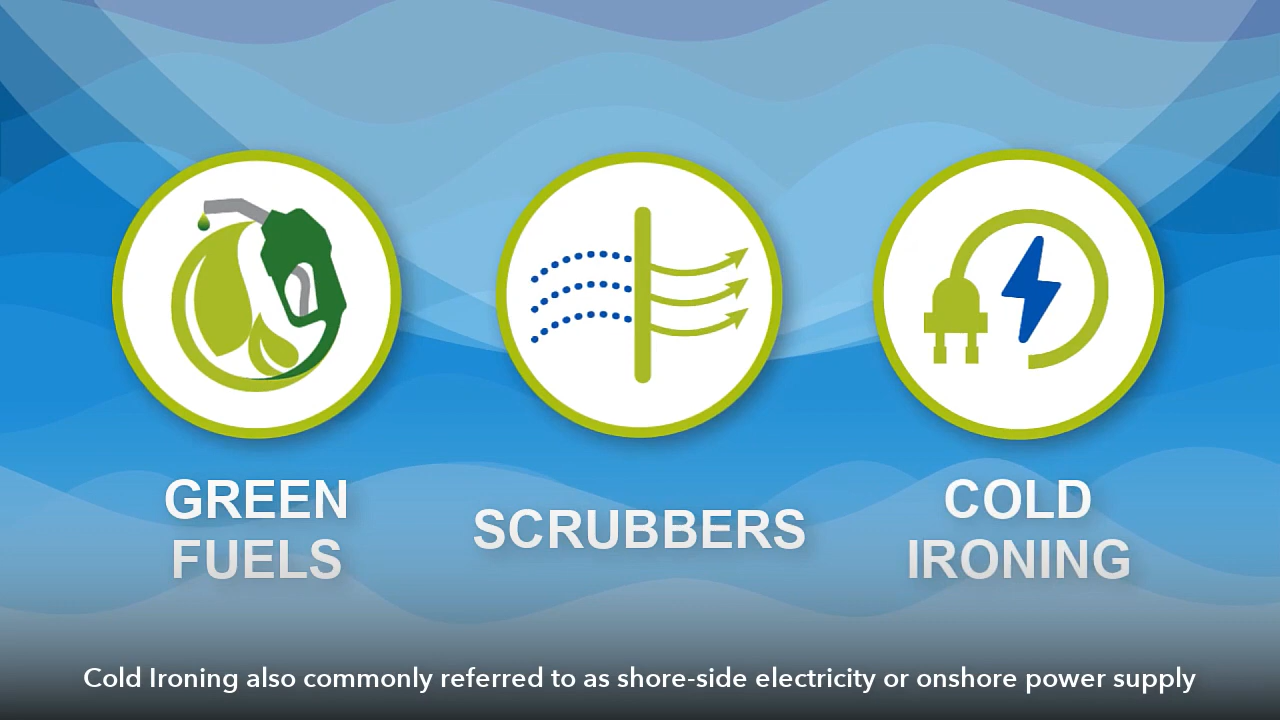 GREEN
FUELS
SCRUBBERS
COLD
IRONING
Cold Ironing also commonly referred to as shore-side electricity or onshore power supply